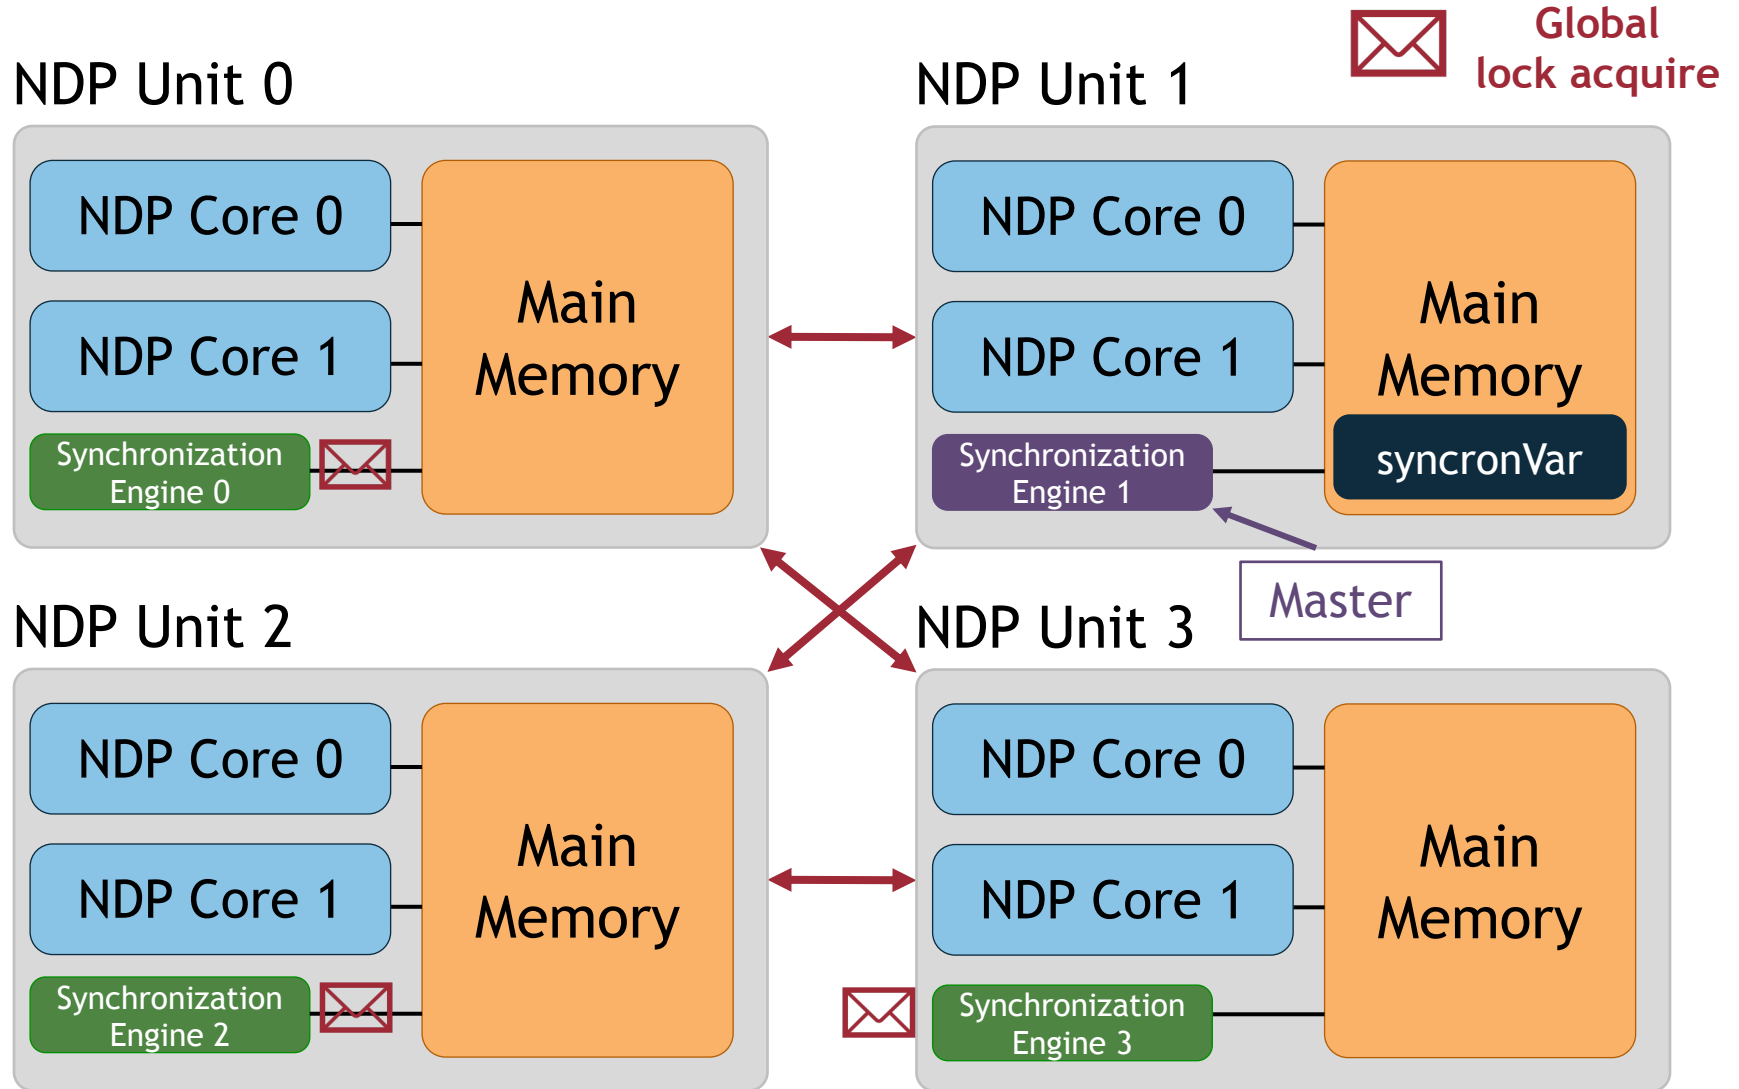 Global
lock acquire
NDP Unit 0
NDP Core 0
NDP Core 1
Main
Memory
Synchronization
Engine 0
NDP Unit 1
NDP Core 0
NDP Core 1
Main
Memory
Synchronization
Engine 1
syncronVar
Master
NDP Unit 2
NDP Core 0
NDP Core 1
Main
Memory
Synchronization
Engine 2
NDP Unit 3
NDP Core 0
NDP Core 1
Main
Memory
Synchronization
Engine 3